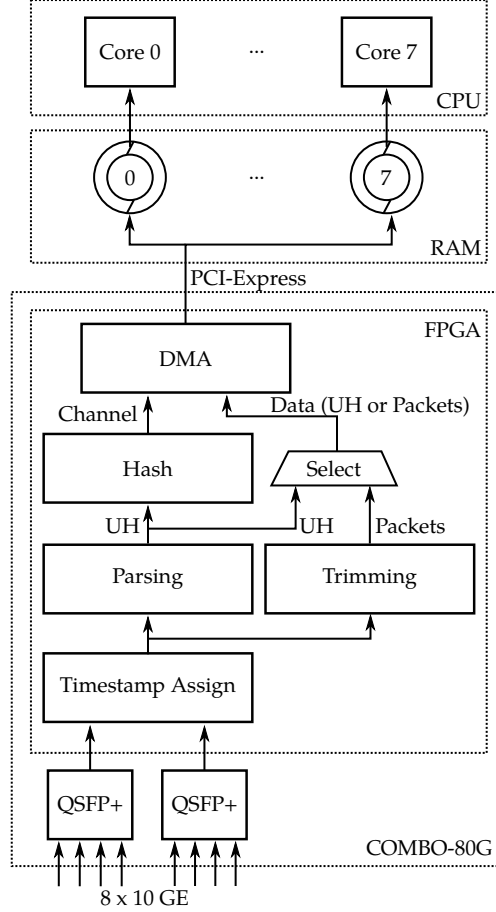 Core 0
...
Core 7
CPU
0
...
7
RAM
PCI-Express
FPGA
DMA
Channel
Data (UH or Packets)
Hash
Select
UH
UH
Packets
Parsing
Trimming
Timestamp Assign
QSFP+
QSFP+
COMBO-80G
8 x 10 GE